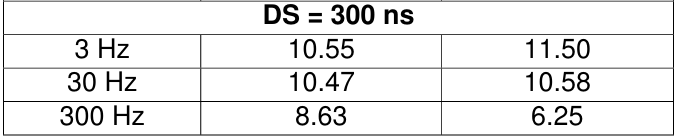 DS = 300 ns
3 Hz 10.55 11.50
30 Hz 10.47 10.58
300 Hz 8.63 6.25